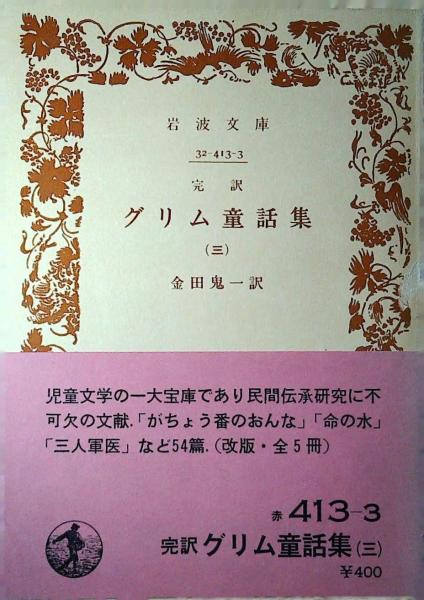 岩波文庫
32-413-3
完訳
グリム童話集
(三)
金田鬼一訳
児童文学の一大宝庫であり民間伝承研究に不
可欠の文献.「がちょう番のおんな」「命の水」
「三人軍医」など54篇.(改版・全5冊)
赤 413-3
完訳 グリム童話集(三)
¥400